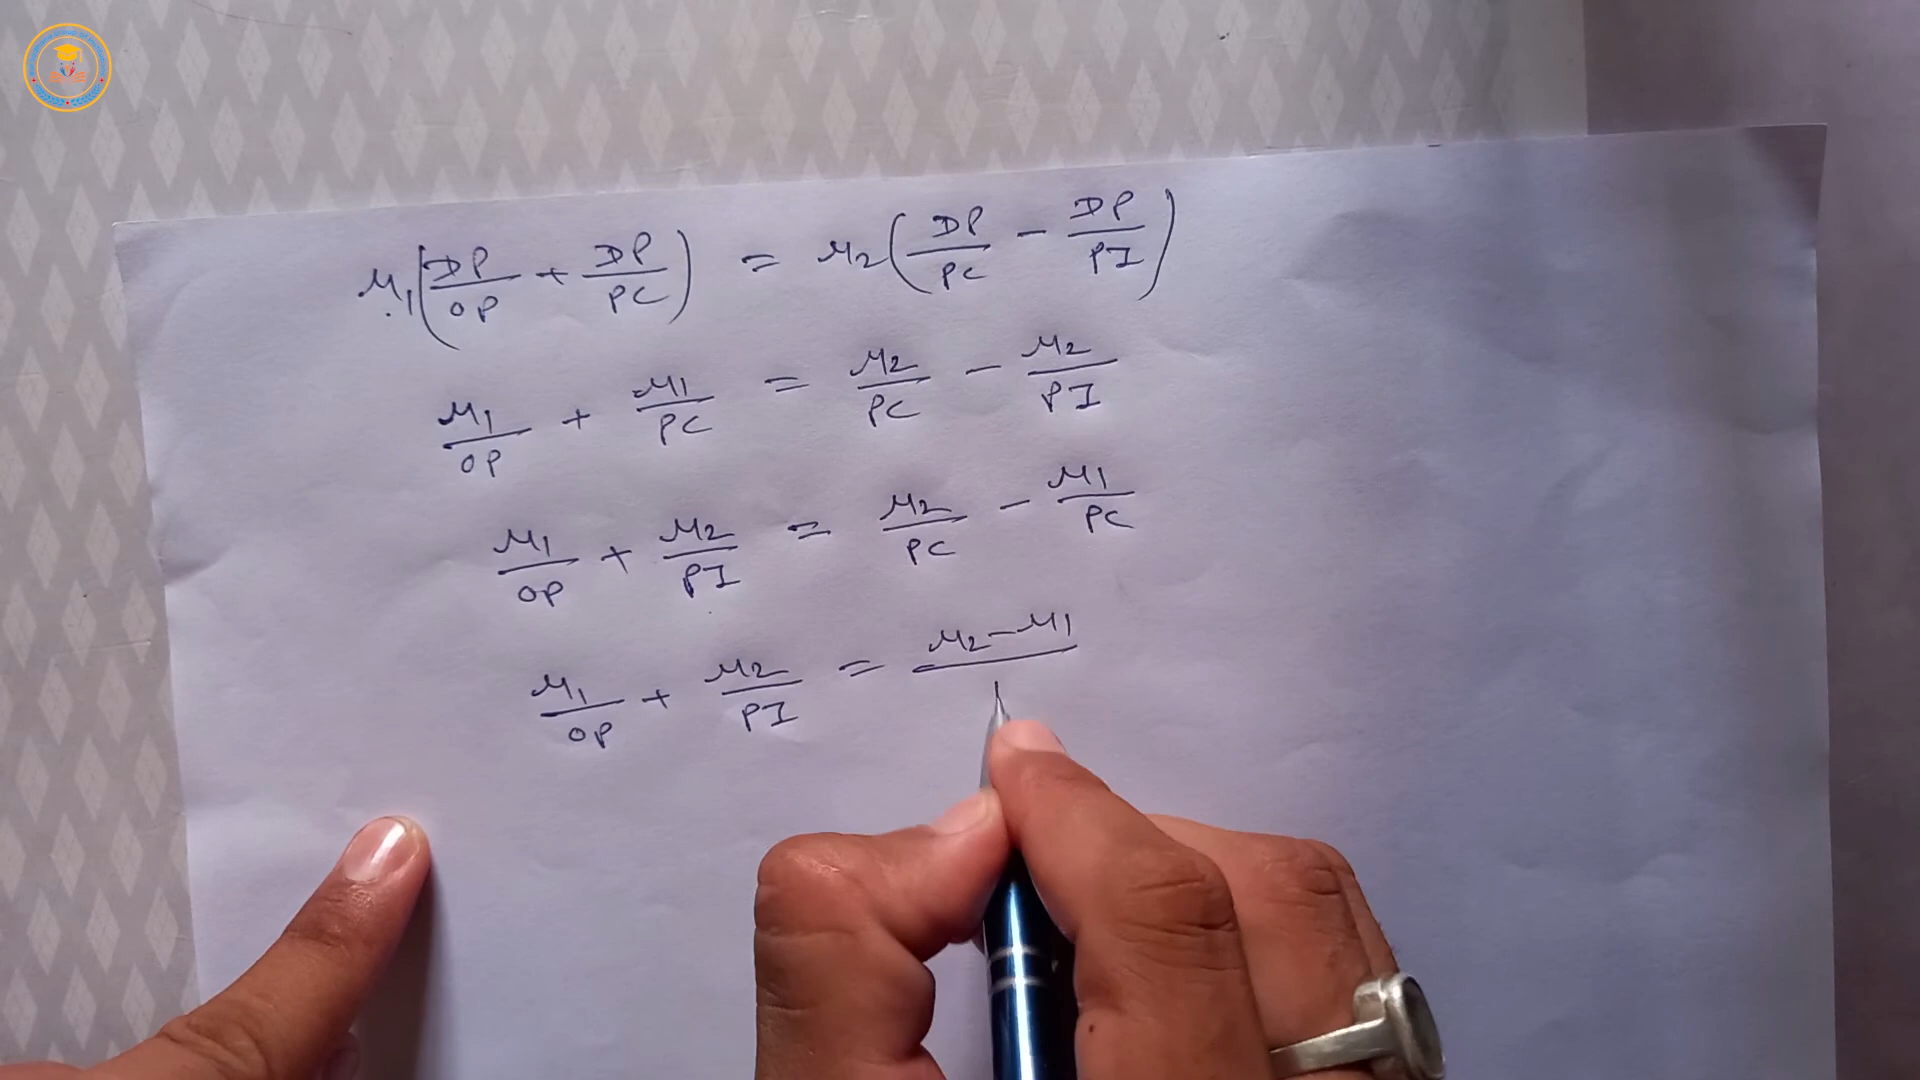 μ₁(DP/OP + DP/PC) = μ₂(DP/PC − DP/PI)
μ₁/OP + μ₁/PC = μ₂/PC − μ₂/PI
μ₁/OP + μ₂/PI = μ₂/PC − μ₁/PC
μ₁/OP + μ₂/PI = μ₂−μ₁/